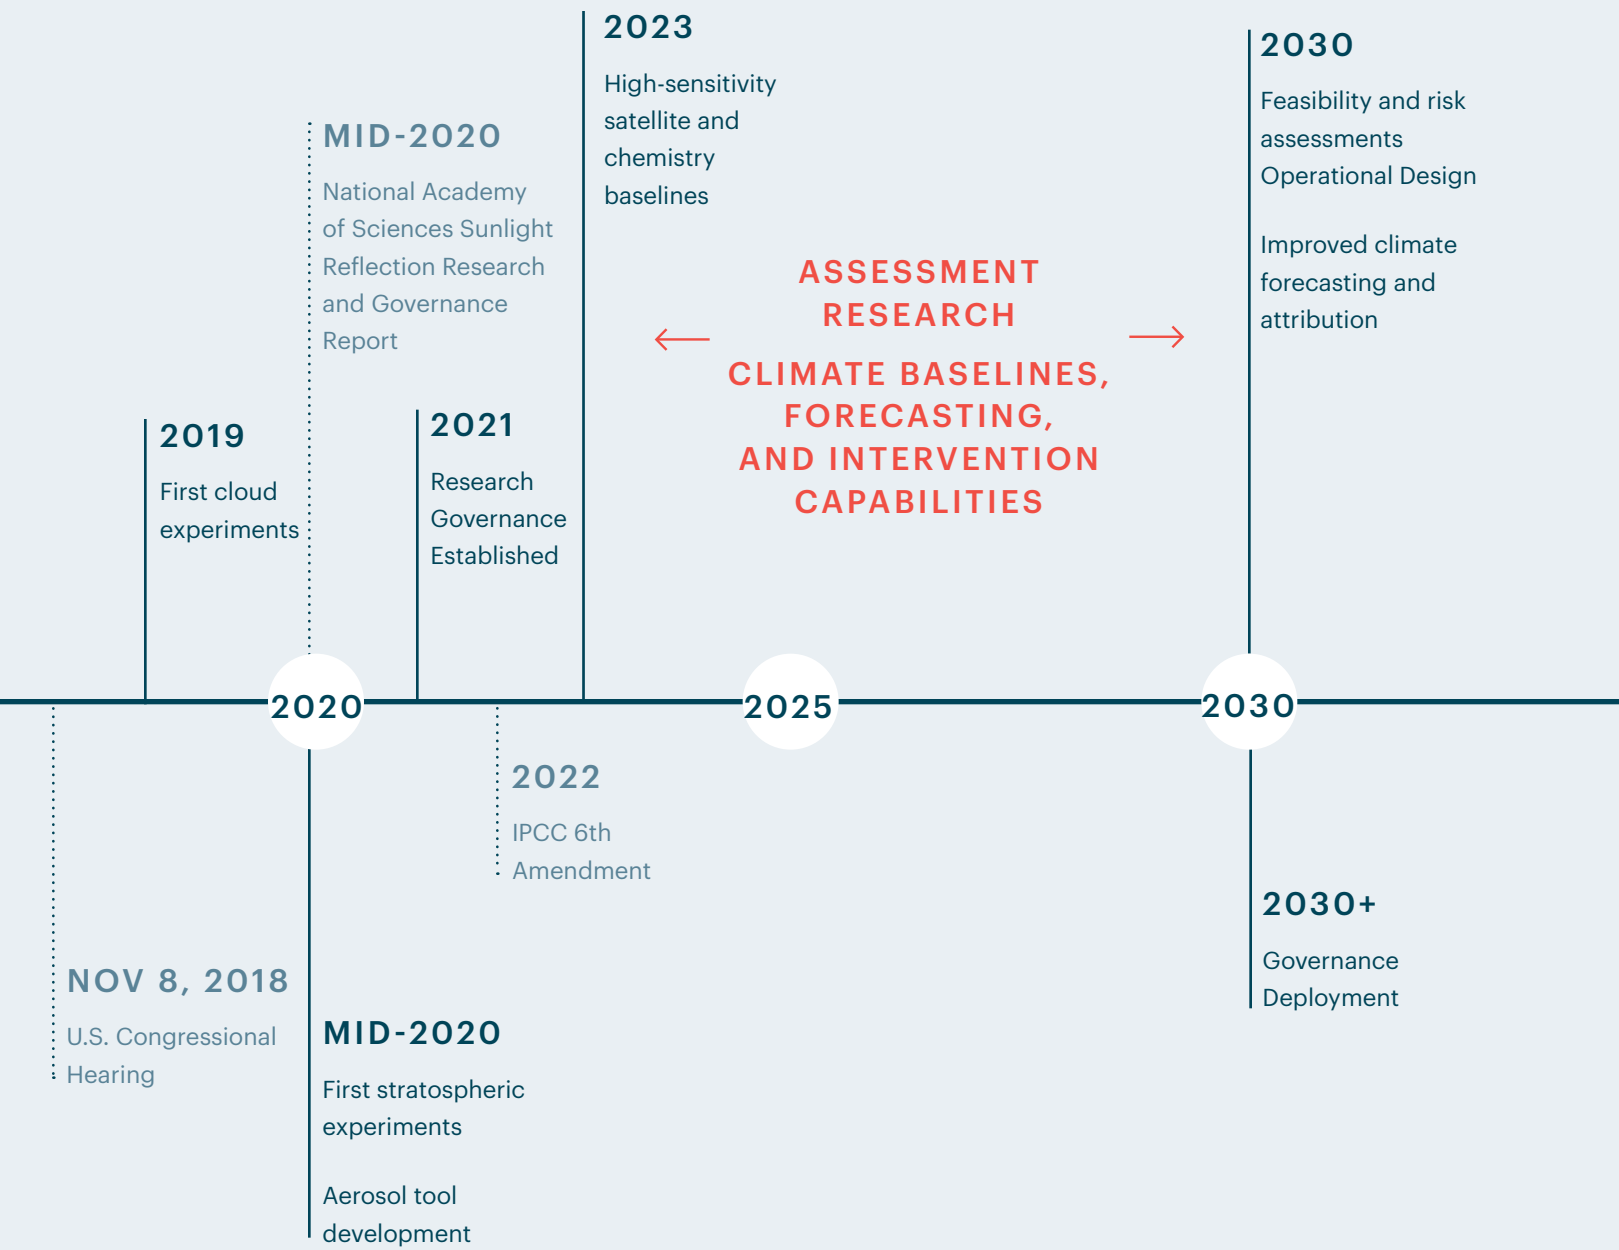 2023
High-sensitivity
satellite and
chemistry
baselines
2030
Feasibility and risk
assessments
Operational Design
Improved climate
forecasting and
attribution
MID-2020
National Academy
of Sciences Sunlight
Reflection Research
and Governance
Report
ASSESSMENT
RESEARCH
CLIMATE BASELINES,
FORECASTING,
AND INTERVENTION
CAPABILITIES
2019
First cloud
experiments
2021
Research
Governance
Established
2020
2025
2030
2022
IPCC 6th
Amendment
2030+
Governance
Deployment
NOV 8, 2018
U.S. Congressional
Hearing
MID-2020
First stratospheric
experiments
Aerosol tool
development